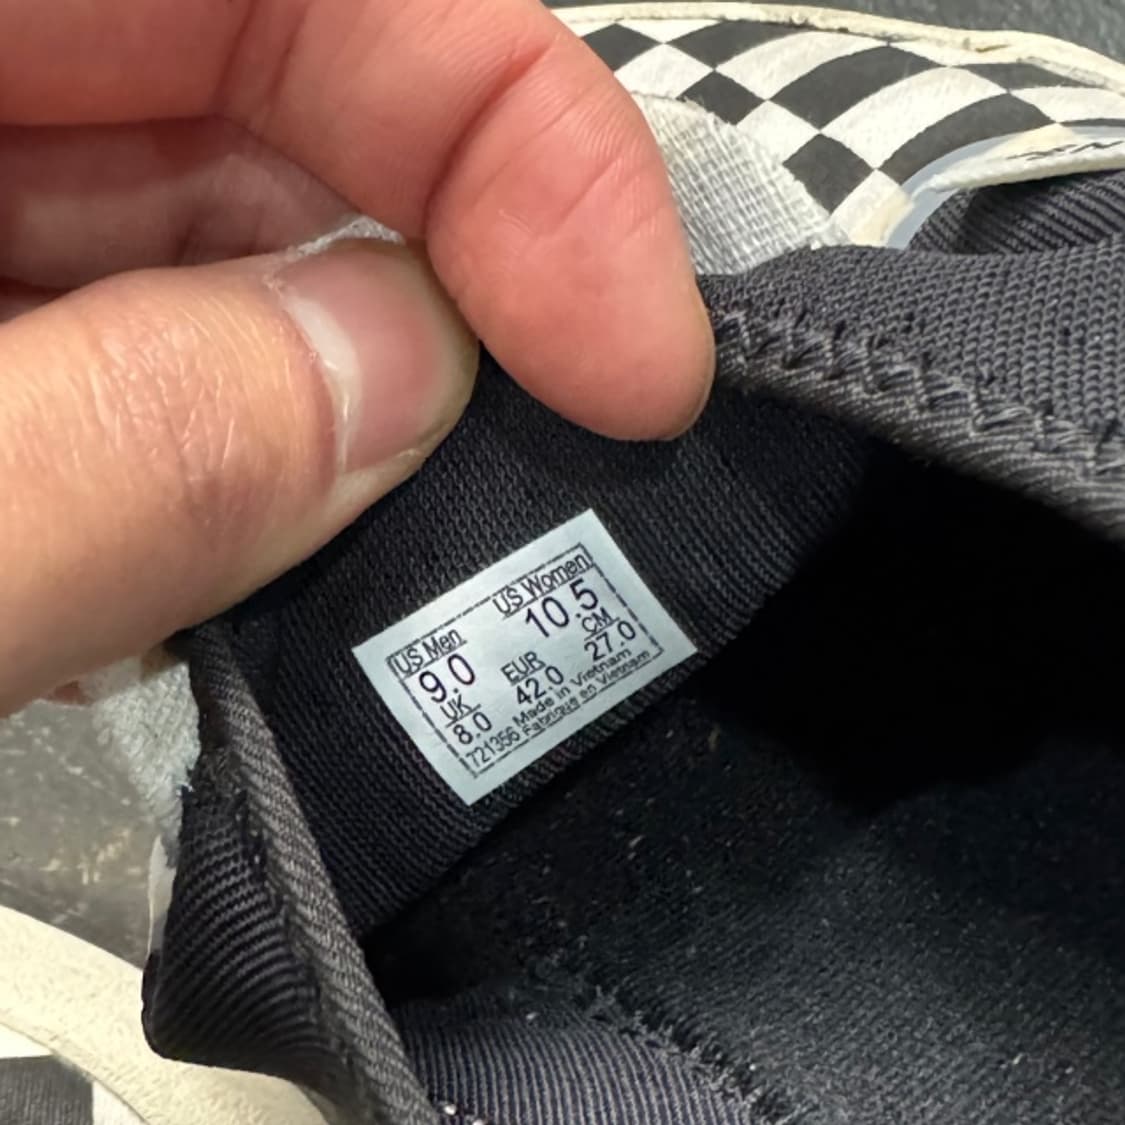 US Men US Women
9.0 10.5
UK EUR CM
8.0 42.0 27.0
721356 Made in Vietnam
Fabriqué en Vietnam